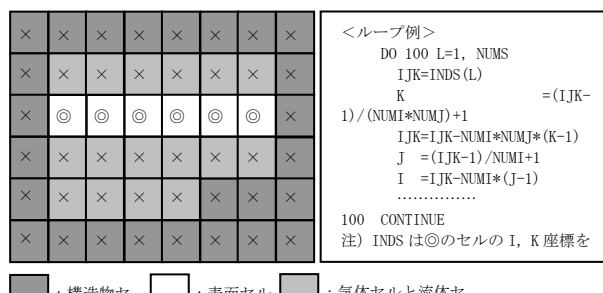 × × × × × × × ×
× × × × × × × ×
× ◎ ◎ ◎ ◎ ◎ ◎ ×
× × × × × × × ×
× × × × × × × ×
× × × × × × × ×
<ループ例>
DO 100 L=1, NUMS
IJK=INDS(L)
K =(IJK-
1)/(NUMI*NUMJ)+1
IJK=IJK-NUMI*NUMJ*(K-1)
J =(IJK-1)/NUMI+1
I =IJK-NUMI*(J-1)
……………
100 CONTINUE
注) INDS は◎のセルの I, K 座標を
:構造物セ :表面セル :気体セルと流体セ